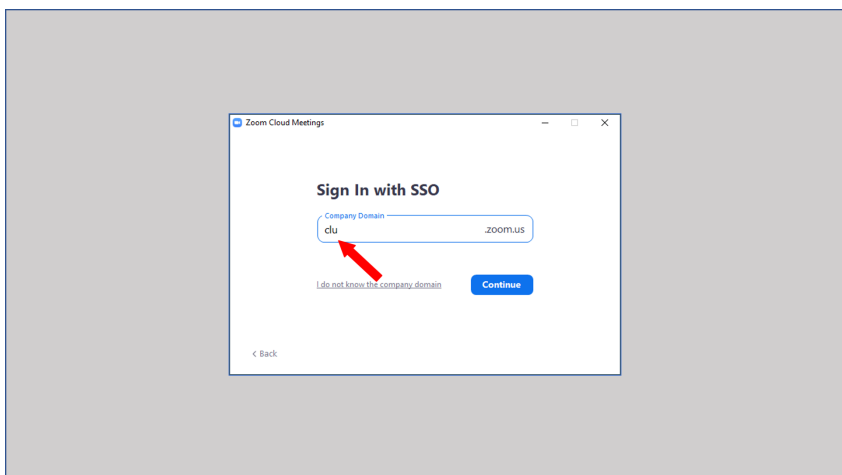 Zoom Cloud Meetings
Sign In with SSO
Company Domain
clu .zoom.us
I do not know the company domain
Continue
< Back